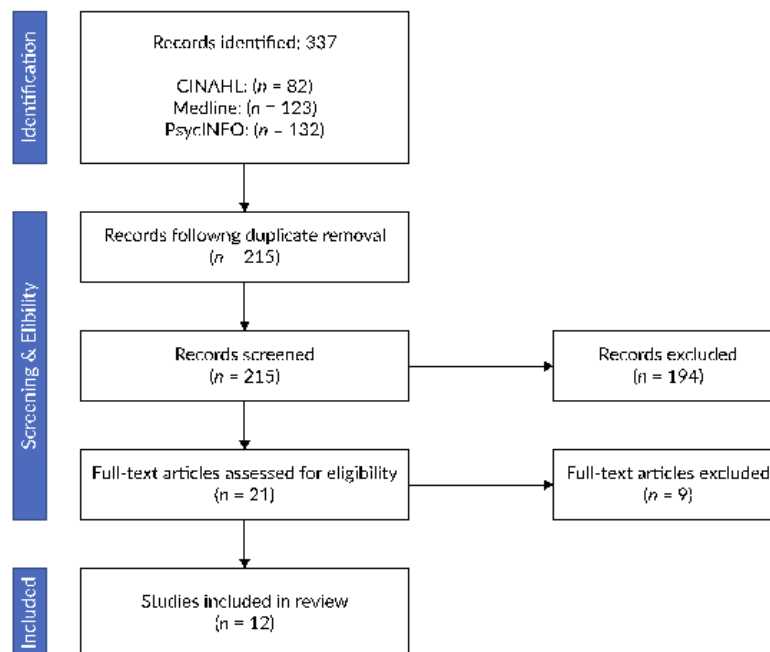 Identification
Records identified: 337
CINAHL: (n = 82)
Medline: (n = 123)
PsycINFO: (n = 132)
Screening & Elibility
Records followng duplicate removal
(n = 215)
Records screened
(n = 215)
Records excluded
(n = 194)
Full-text articles assessed for eligibility
(n = 21)
Full-text articles excluded
(n = 9)
Included
Studies included in review
(n = 12)